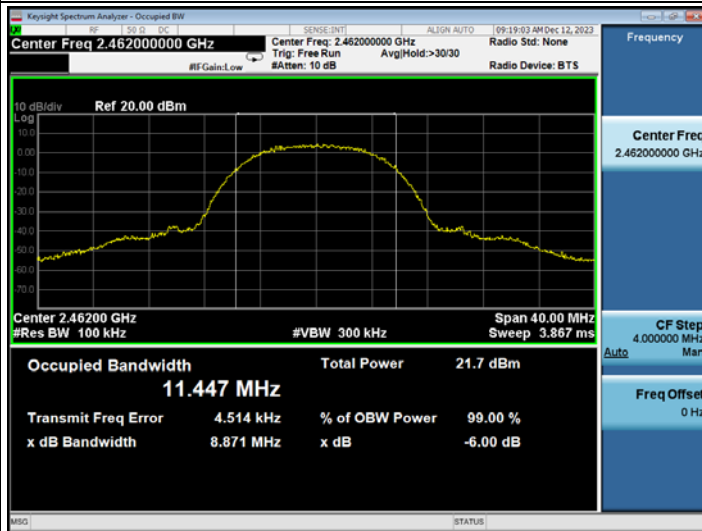 Keysight Spectrum Analyzer - Occupied BW
RF 50 Ω DC SENSE:INT ALIGN AUTO 09:19:03 AM Dec 12, 2023
Center Freq 2.462000000 GHz Center Freq: 2.462000000 GHz Radio Std: None Frequency
Trig: Free Run Avg|Hold:>30/30
#IFGain:Low #Atten: 10 dB Radio Device: BTS
10 dB/div Ref 20.00 dBm
Log
10.0
0.00
-10.0
-20.0
-30.0
-40.0
-50.0
-60.0
-70.0
Center Freq
2.462000000 GHz
Center 2.46200 GHz Span 40.00 MHz
#Res BW 100 kHz #VBW 300 kHz Sweep 3.867 ms
CF Step
4.000000 MHz
Auto Man
Occupied Bandwidth Total Power 21.7 dBm
11.447 MHz
Transmit Freq Error 4.514 kHz % of OBW Power 99.00 %
x dB Bandwidth 8.871 MHz x dB -6.00 dB
Freq Offset
0 Hz
MSG STATUS